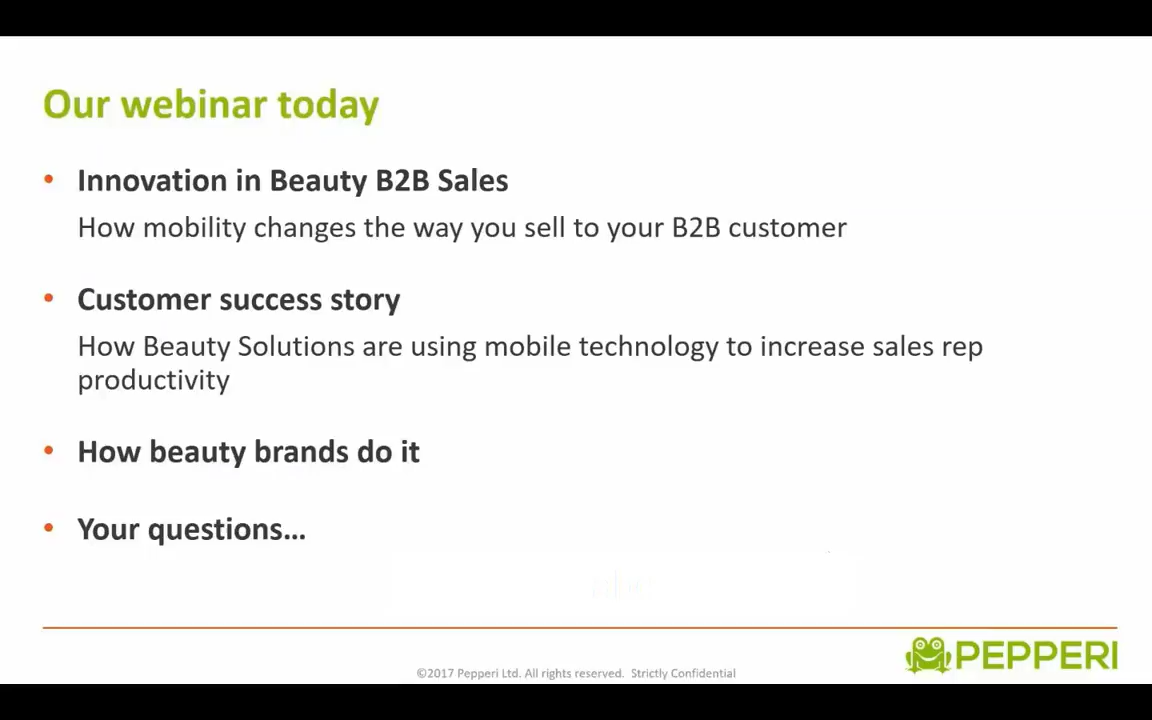 Our webinar today
• Innovation in Beauty B2B Sales
How mobility changes the way you sell to your B2B customer
• Customer success story
How Beauty Solutions are using mobile technology to increase sales rep
productivity
• How beauty brands do it
• Your questions...
PEPPERI
©2017 Pepperi Ltd. All rights reserved. Strictly Confidential